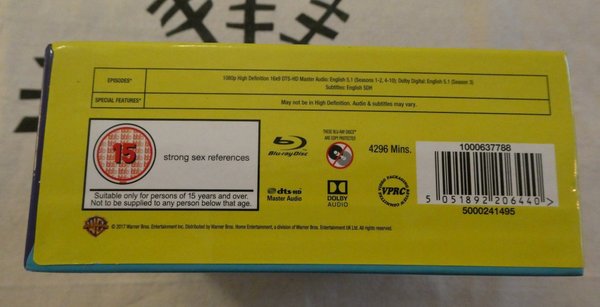 EPISODES*
1080p High Definition 16x9 DTS-HD Master Audio: English 5.1 (Seasons 1-2, 4-10); Dolby Digital: English 5.1 (Season 3)
Subtitles: English SDH
SPECIAL FEATURES*
May not be in High Definition. Audio & subtitles may vary.
15
strong sex references
Suitable only for persons of 15 years and over.
Not to be supplied to any person below that age.
Blu-ray Disc
THESE BLU-RAY DISCS™
ARE COPY PROTECTED
4296 Mins.
dts-HD
Master Audio
DOLBY
AUDIO
VPRC
1000637788
5 051892 206440 >
5000241495
© 2017 Warner Bros. Entertainment Inc. Distributed by Warner Bros. Home Entertainment, a division of Warner Bros. Entertainment UK Ltd. All rights reserved.